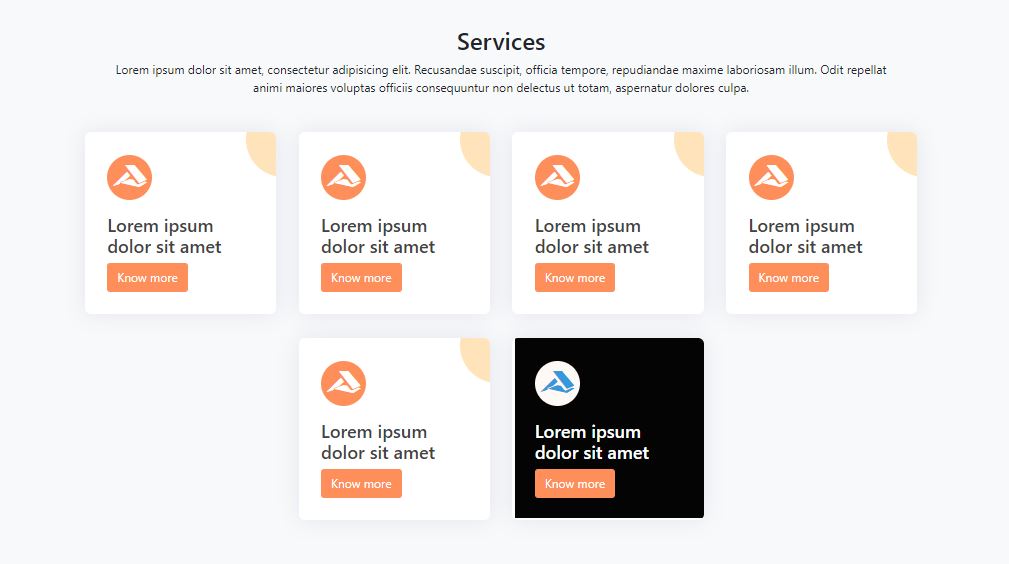 Services
Lorem ipsum dolor sit amet, consectetur adipisicing elit. Recusandae suscipit, officia tempore, repudiandae maxime laboriosam illum. Odit repellat
animi maiores voluptas officiis consequuntur non delectus ut totam, aspernatur dolores culpa.
Lorem ipsum
dolor sit amet
Know more
Lorem ipsum
dolor sit amet
Know more
Lorem ipsum
dolor sit amet
Know more
Lorem ipsum
dolor sit amet
Know more
Lorem ipsum
dolor sit amet
Know more
Lorem ipsum
dolor sit amet
Know more